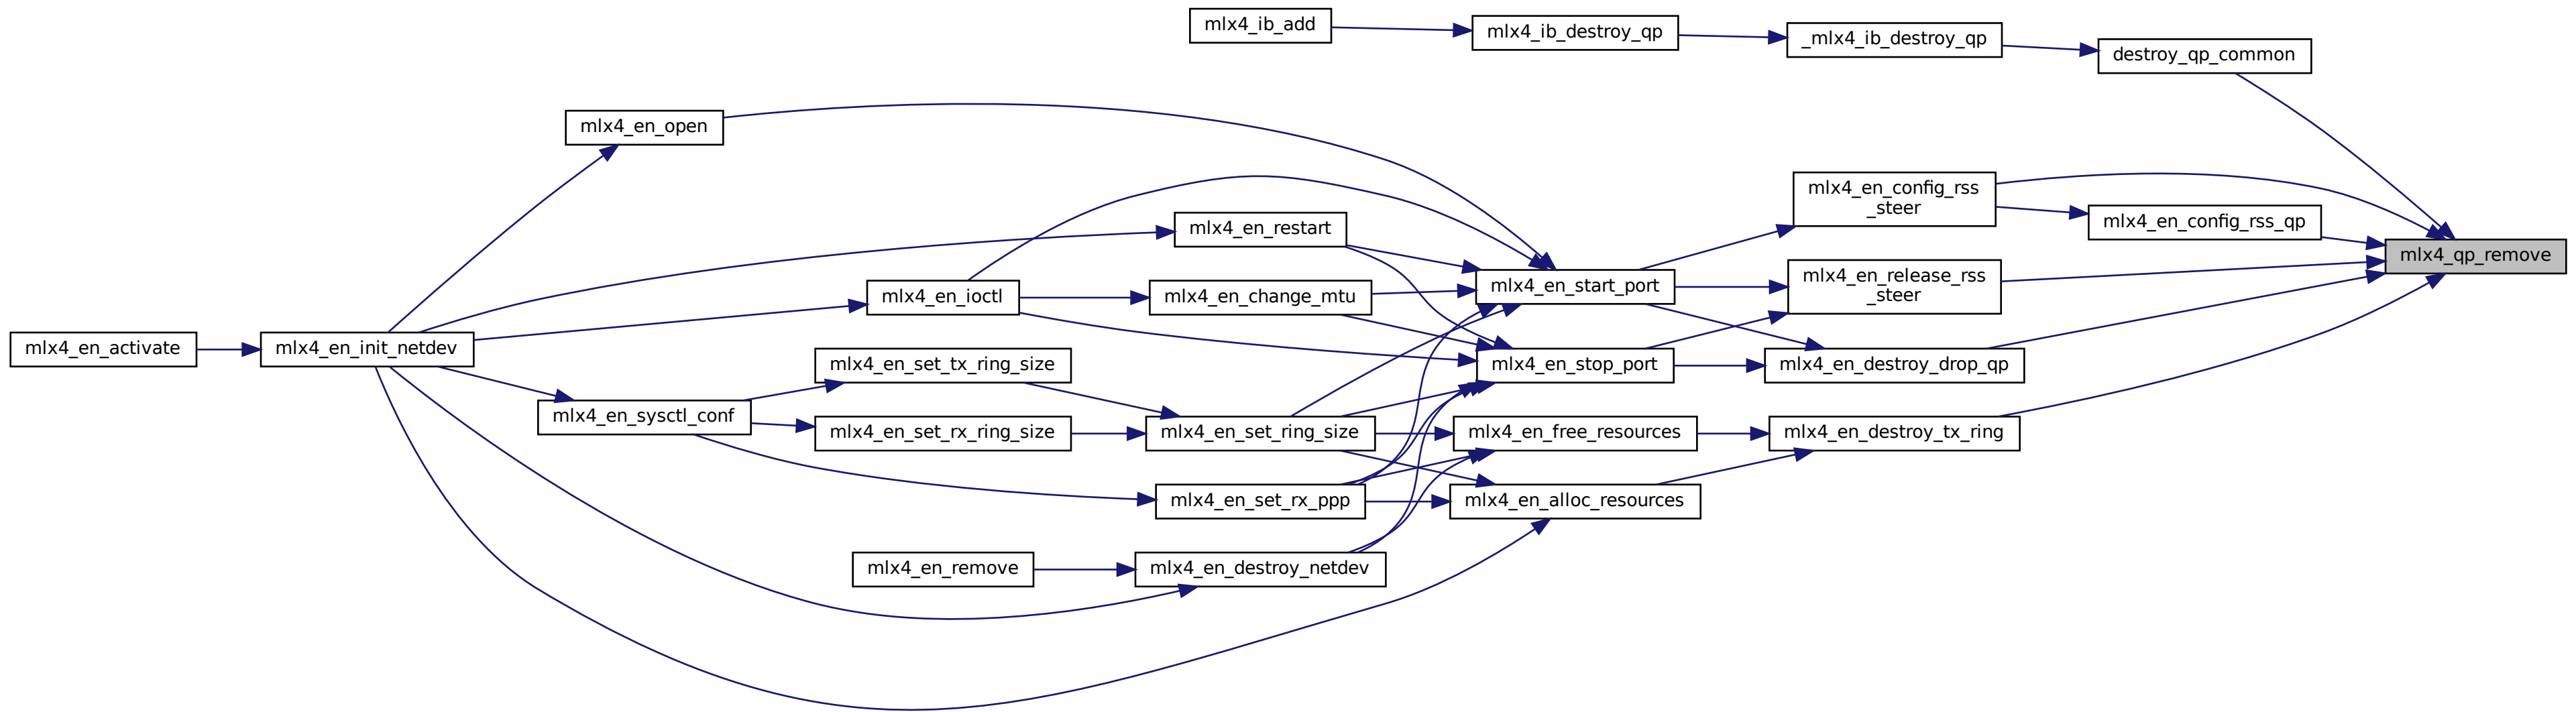 mlx4_ib_add
mlx4_ib_destroy_qp
_mlx4_ib_destroy_qp
destroy_qp_common
mlx4_en_open
mlx4_en_config_rss
_steer
mlx4_en_config_rss_qp
mlx4_en_restart
mlx4_qp_remove
mlx4_en_ioctl
mlx4_en_change_mtu
mlx4_en_start_port
mlx4_en_release_rss
_steer
mlx4_en_activate
mlx4_en_init_netdev
mlx4_en_set_tx_ring_size
mlx4_en_stop_port
mlx4_en_destroy_drop_qp
mlx4_en_sysctl_conf
mlx4_en_set_rx_ring_size
mlx4_en_set_ring_size
mlx4_en_free_resources
mlx4_en_destroy_tx_ring
mlx4_en_set_rx_ppp
mlx4_en_alloc_resources
mlx4_en_remove
mlx4_en_destroy_netdev